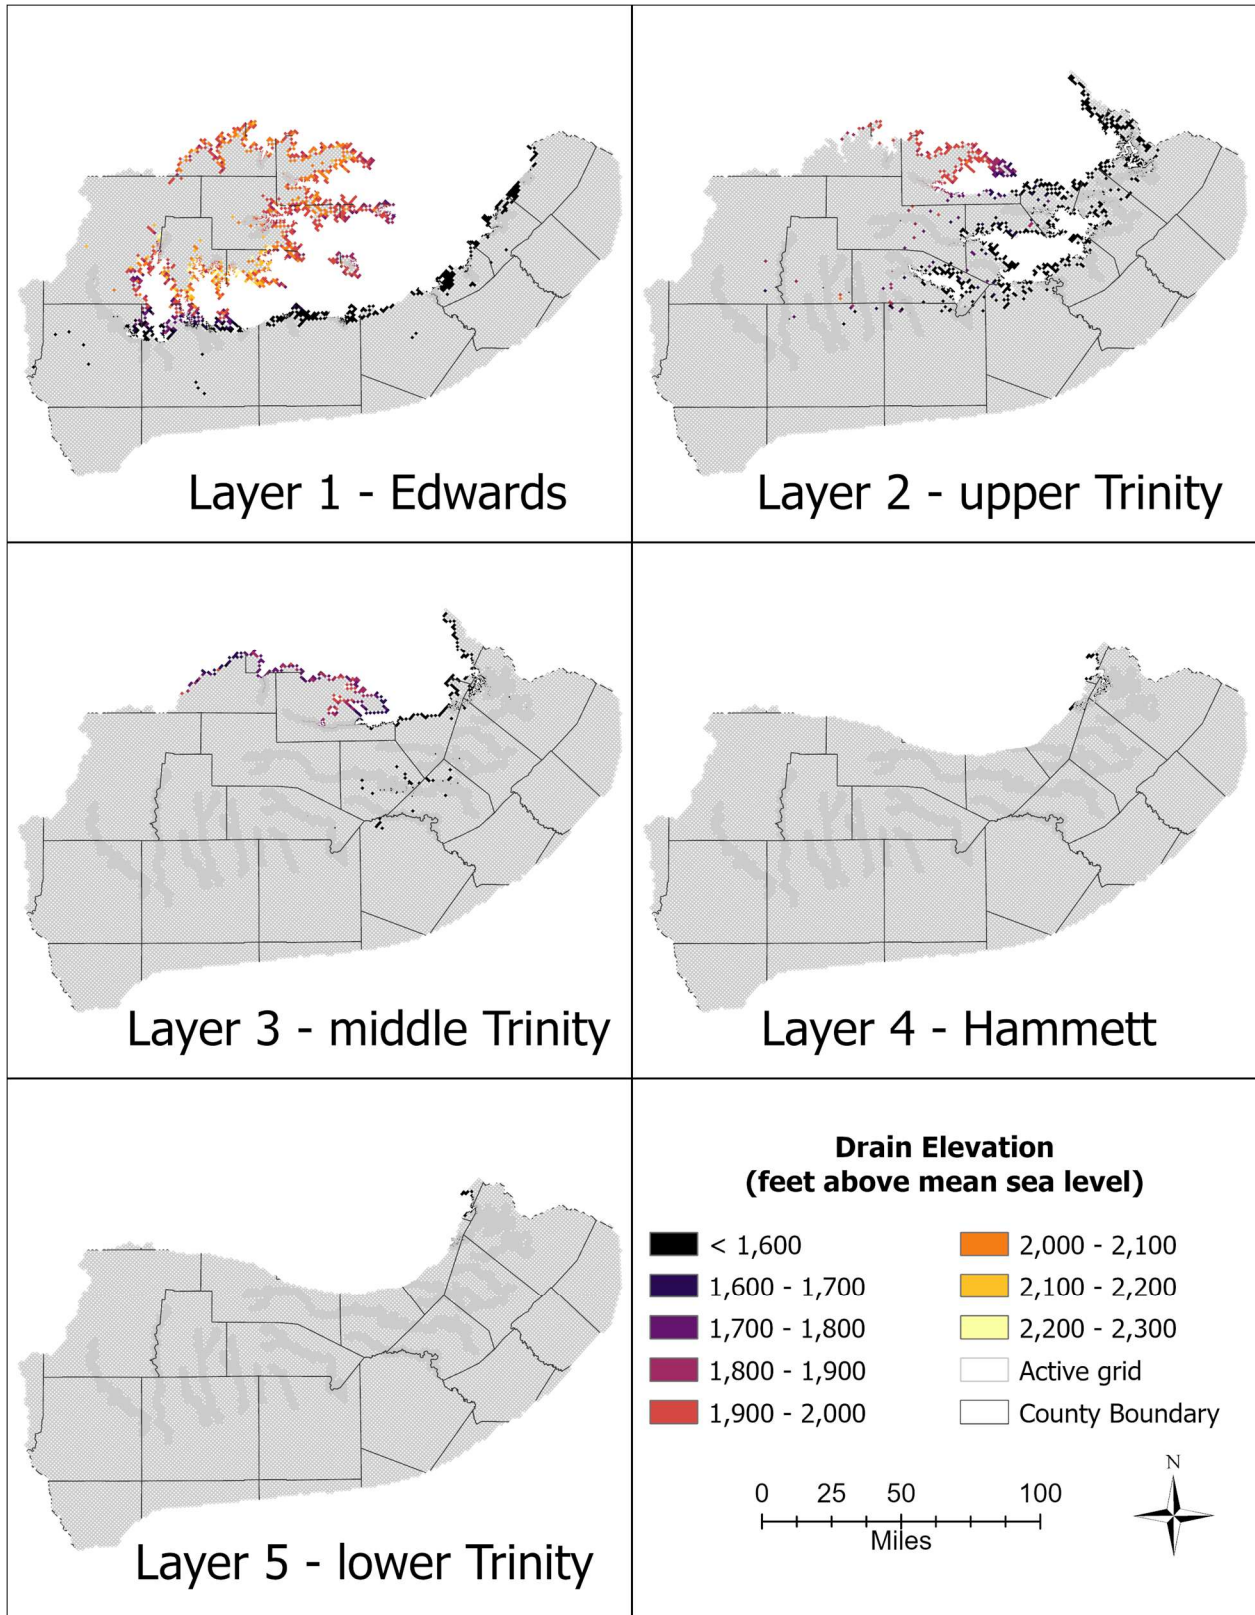 Layer 1 - Edwards
Layer 2 - upper Trinity
Layer 3 - middle Trinity
Layer 4 - Hammett
Layer 5 - lower Trinity
Drain Elevation
(feet above mean sea level)
< 1,600
1,600 - 1,700
1,700 - 1,800
1,800 - 1,900
1,900 - 2,000
2,000 - 2,100
2,100 - 2,200
2,200 - 2,300
Active grid
County Boundary
N
0 25 50 100
Miles